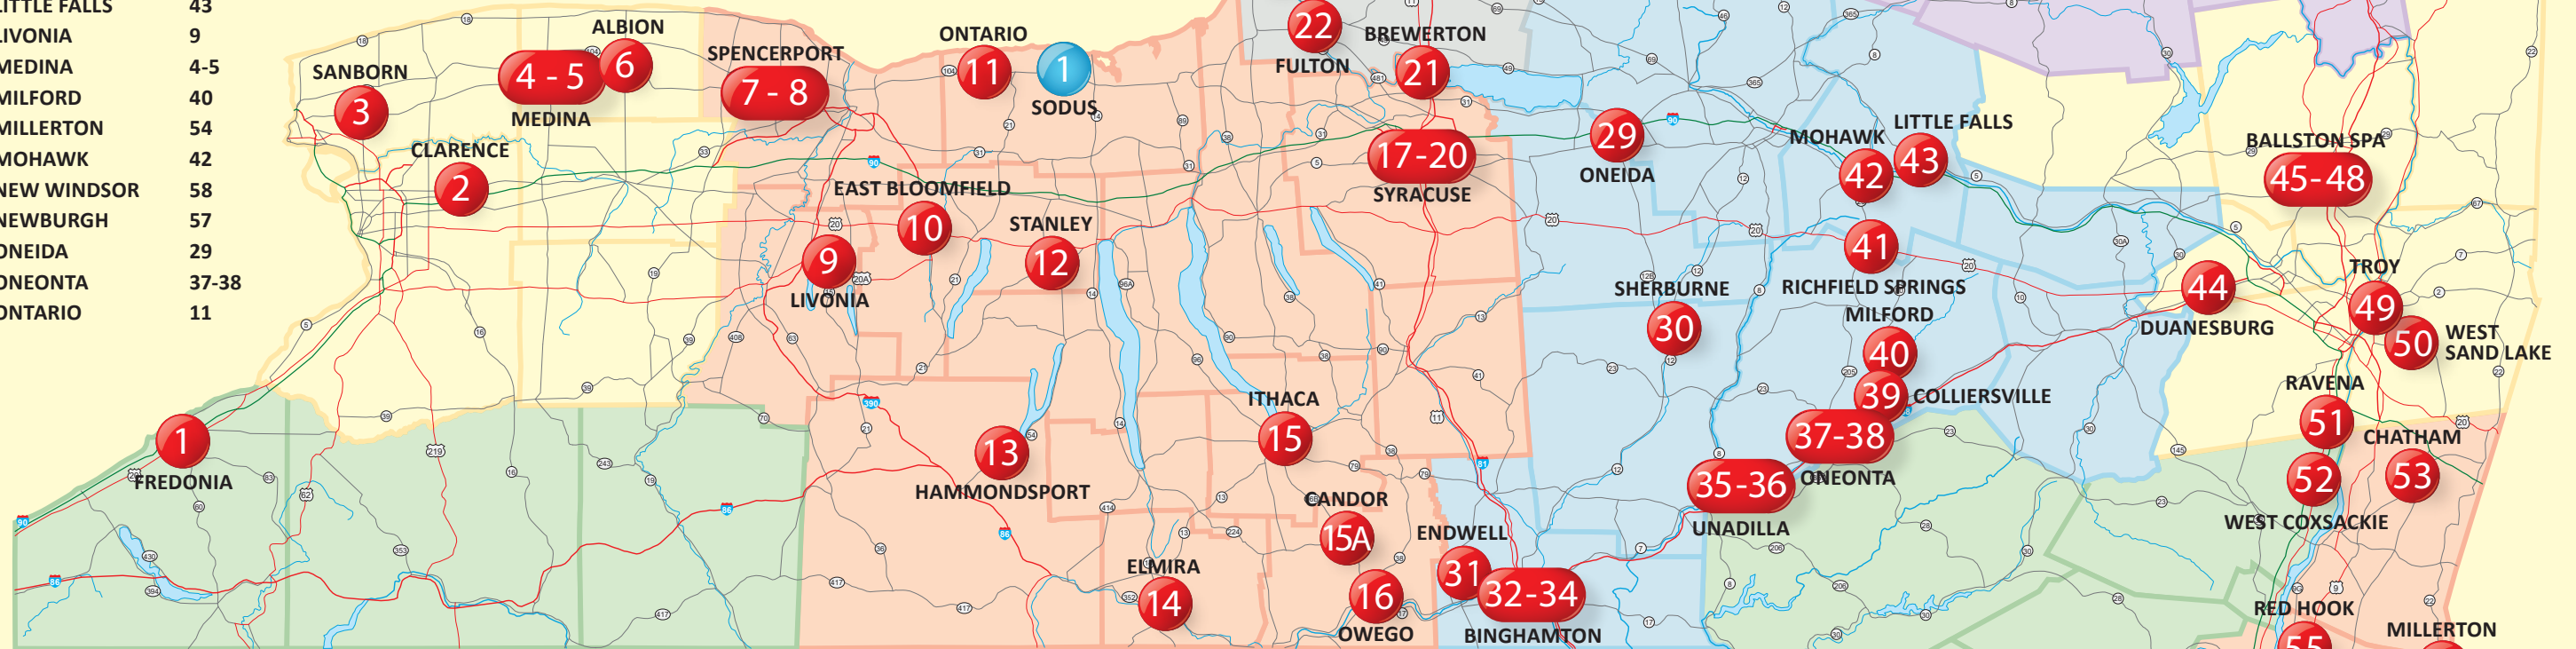 LITTLE FALLS 43
LIVONIA 9
MEDINA 4-5
MILFORD 40
MILLERTON 54
MOHAWK 42
NEW WINDSOR 58
NEWBURGH 57
ONEIDA 29
ONEONTA 37-38
ONTARIO 11
ALBION
6
4 - 5
MEDINA
SANBORN
3
CLARENCE
2
SPENCERPORT
7 - 8
ONTARIO
11
1
SODUS
22
FULTON
BREWERTON
21
17-20
SYRACUSE
EAST BLOOMFIELD
10
STANLEY
12
9
LIVONIA
29
ONEIDA
MOHAWK
42
LITTLE FALLS
43
41
RICHFIELD SPRINGS
SHERBURNE
30
MILFORD
40
39 COLLIERSVILLE
37-38
ONEONTA
35-36
UNADILLA
BALLSTON SPA
45-48
44
DUANESBURG
TROY
49
50 WEST
SAND LAKE
RAVENA
51
CHATHAM
53
52
WEST COXSACKIE
RED HOOK
55
MILLERTON
1
FREDONIA
13
HAMMONDSPORT
ITHACA
15
CANDOR
15A
ELMIRA
14
16
OWEGO
ENDWELL
31
32-34
BINGHAMTON